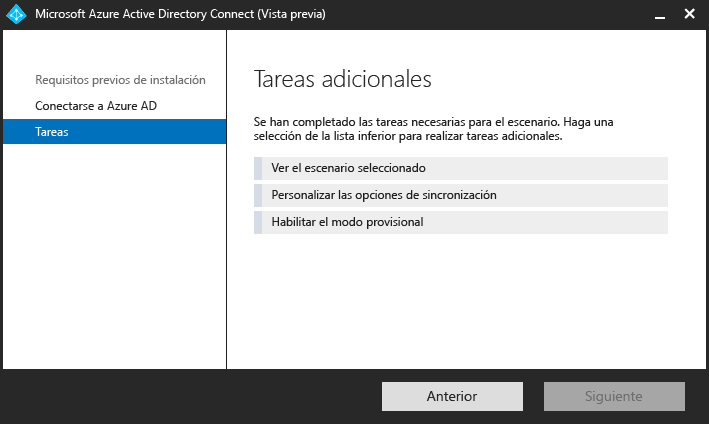 Microsoft Azure Active Directory Connect (Vista previa)
Requisitos previos de instalación
Conectarse a Azure AD
Tareas
Tareas adicionales
Se han completado las tareas necesarias para el escenario. Haga una
selección de la lista inferior para realizar tareas adicionales.
Ver el escenario seleccionado
Personalizar las opciones de sincronización
Habilitar el modo provisional
Anterior
Siguiente